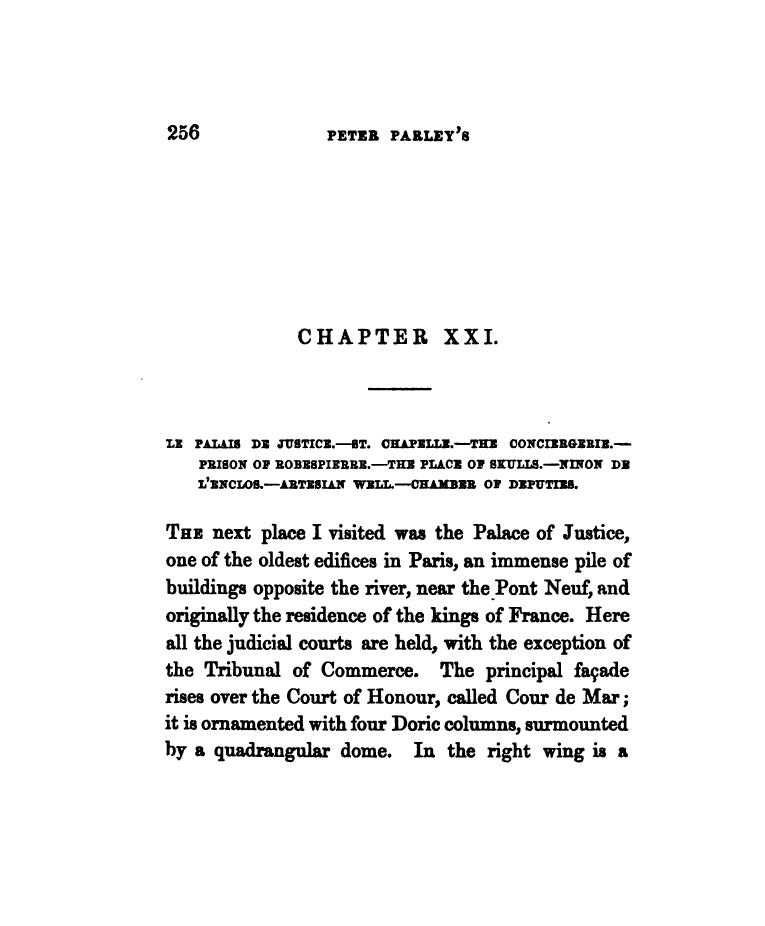 256 PETER PARLEY'S
CHAPTER XXI.
LE PALAIS DE JUSTICE.—ST. CHAPELLE.—THE CONCIERGERIE.—
PRISON OF ROBESPIERRE.—THE PLACE OF SKULLS.—NINON DE
L'ENCLOS.—ARTESIAN WELL.—CHAMBER OF DEPUTIES.
THE next place I visited was the Palace of Justice,
one of the oldest edifices in Paris, an immense pile of
buildings opposite the river, near the Pont Neuf, and
originally the residence of the kings of France. Here
all the judicial courts are held, with the exception of
the Tribunal of Commerce. The principal façade
rises over the Court of Honour, called Cour de Mar;
it is ornamented with four Doric columns, surmounted
by a quadrangular dome. In the right wing is a